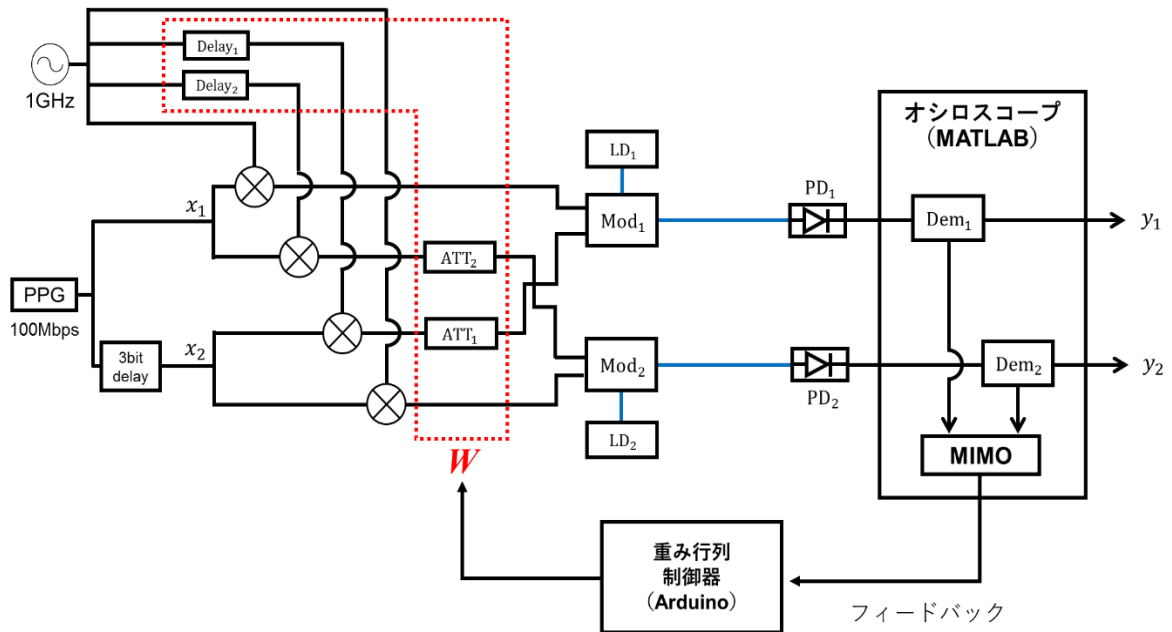 1GHz
Delay₁
Delay₂
オシロスコープ
(MATLAB)
LD₁
PD₁
x₁
Mod₁
Dem₁
y₁
ATT₂
PPG
100Mbps
ATT₁
3bit
delay
x₂
Mod₂
Dem₂
y₂
PD₂
LD₂
W
MIMO
重み行列
制御器
(Arduino)
フィードバック